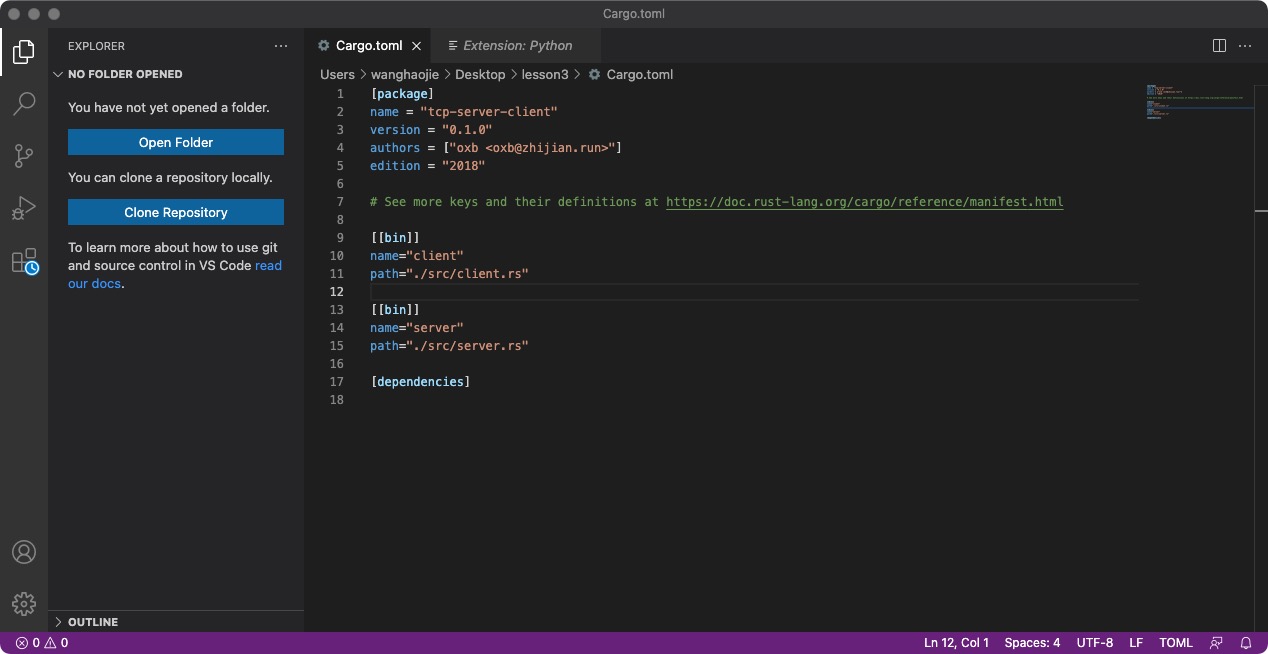 Cargo.toml
EXPLORER
NO FOLDER OPENED
You have not yet opened a folder.
Open Folder
You can clone a repository locally.
Clone Repository
To learn more about how to use git
and source control in VS Code read
our docs.
OUTLINE
Cargo.toml
Extension: Python
Users > wanghaojie > Desktop > lesson3 > Cargo.toml
1 [package]
2 name = "tcp-server-client"
3 version = "0.1.0"
4 authors = ["oxb <oxb@zhijian.run>"]
5 edition = "2018"
6
7 # See more keys and their definitions at https://doc.rust-lang.org/cargo/reference/manifest.html
8
9 [[bin]]
10 name="client"
11 path="./src/client.rs"
12
13 [[bin]]
14 name="server"
15 path="./src/server.rs"
16
17 [dependencies]
18
0 0
Ln 12, Col 1 Spaces: 4 UTF-8 LF TOML